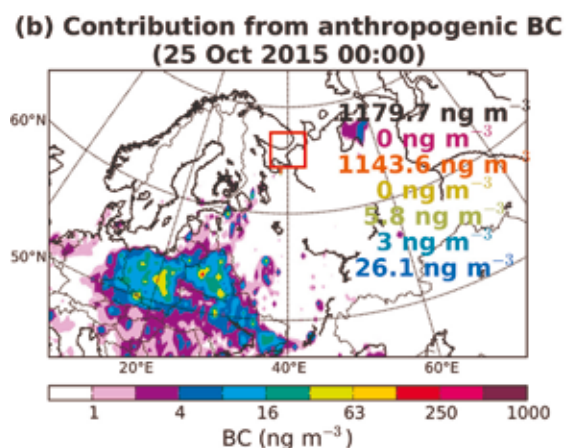 (b) Contribution from anthropogenic BC
(25 Oct 2015 00:00)
60°N
50°N
1179.7 ng m⁻³
0 ng m⁻³
1143.6 ng m⁻³
0 ng m⁻³
5.8 ng m⁻³
3 ng m⁻³
26.1 ng m⁻³
20°E 40°E 60°E
1 4 16 63 250 1000
BC (ng m⁻³)